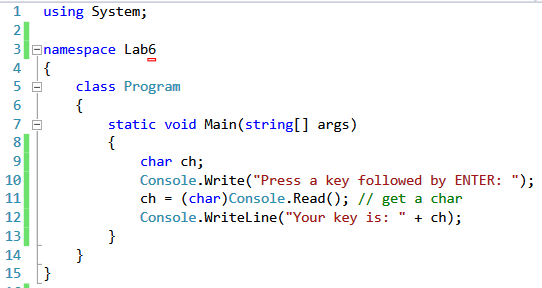 1 using System;
2
3 namespace Lab6
4 {
5 class Program
6 {
7 static void Main(string[] args)
8 {
9 char ch;
10 Console.Write("Press a key followed by ENTER: ");
11 ch = (char)Console.Read(); // get a char
12 Console.WriteLine("Your key is: " + ch);
13 }
14 }
15 }